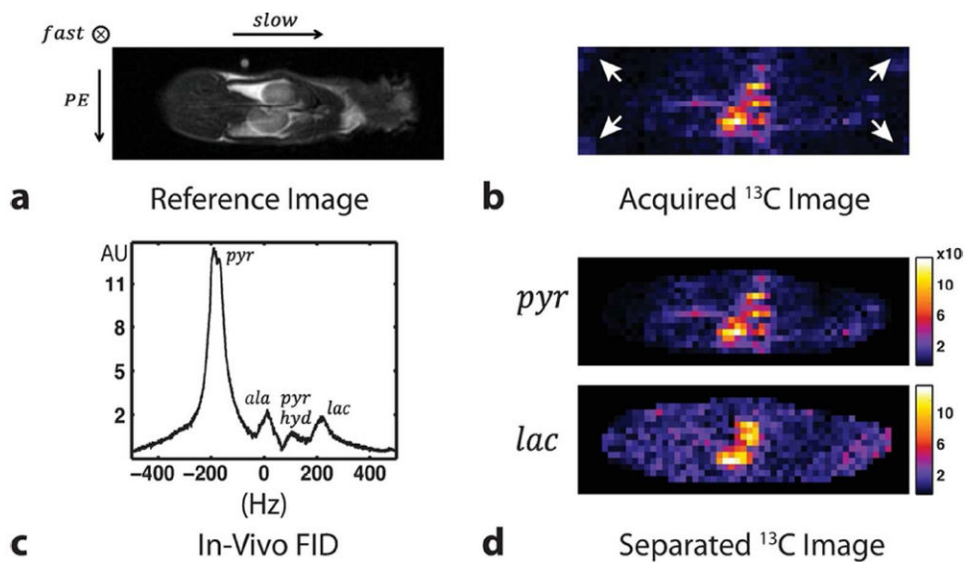 fast ⊗ slow
PE
a Reference Image
b Acquired ¹³C Image
AU
11
8
5
2
pyr
ala pyr hyd lac
-500 -200 0 200 400
(Hz)
c In-Vivo FID
pyr
x10
10
6
2
lac
10
6
2
d Separated ¹³C Image